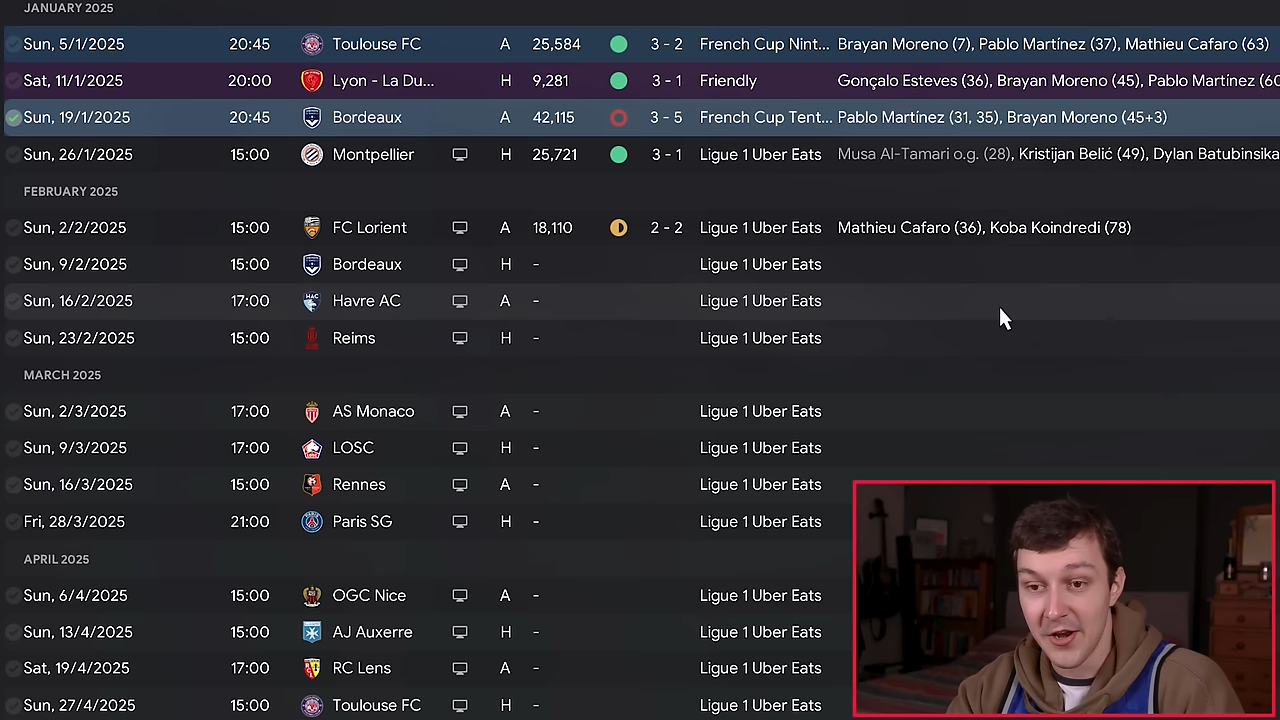 JANUARY 2025
Sun, 5/1/2025 20:45 Toulouse FC A 25,584 3 - 2 French Cup Nint... Brayan Moreno (7), Pablo Martínez (37), Mathieu Cafaro (63)
Sat, 11/1/2025 20:00 Lyon - La Du... H 9,281 3 - 1 Friendly Gonçalo Esteves (36), Brayan Moreno (45), Pablo Martínez (60
Sun, 19/1/2025 20:45 Bordeaux A 42,115 3 - 5 French Cup Tent... Pablo Martínez (31, 35), Brayan Moreno (45+3)
Sun, 26/1/2025 15:00 Montpellier H 25,721 3 - 1 Ligue 1 Uber Eats Musa Al-Tamari o.g. (28), Kristijan Belić (49), Dylan Batubinsika
FEBRUARY 2025
Sun, 2/2/2025 15:00 FC Lorient A 18,110 2 - 2 Ligue 1 Uber Eats Mathieu Cafaro (36), Koba Koindredi (78)
Sun, 9/2/2025 15:00 Bordeaux H - Ligue 1 Uber Eats
Sun, 16/2/2025 17:00 Havre AC A - Ligue 1 Uber Eats
Sun, 23/2/2025 15:00 Reims H - Ligue 1 Uber Eats
MARCH 2025
Sun, 2/3/2025 17:00 AS Monaco A - Ligue 1 Uber Eats
Sun, 9/3/2025 17:00 LOSC H - Ligue 1 Uber Eats
Sun, 16/3/2025 15:00 Rennes A - Ligue 1 Uber Eats
Fri, 28/3/2025 21:00 Paris SG H - Ligue 1 Uber Eats
APRIL 2025
Sun, 6/4/2025 15:00 OGC Nice A - Ligue 1 Uber Eats
Sun, 13/4/2025 15:00 AJ Auxerre H - Ligue 1 Uber Eats
Sat, 19/4/2025 17:00 RC Lens A - Ligue 1 Uber Eats
Sun, 27/4/2025 15:00 Toulouse FC H - Ligue 1 Uber Eats